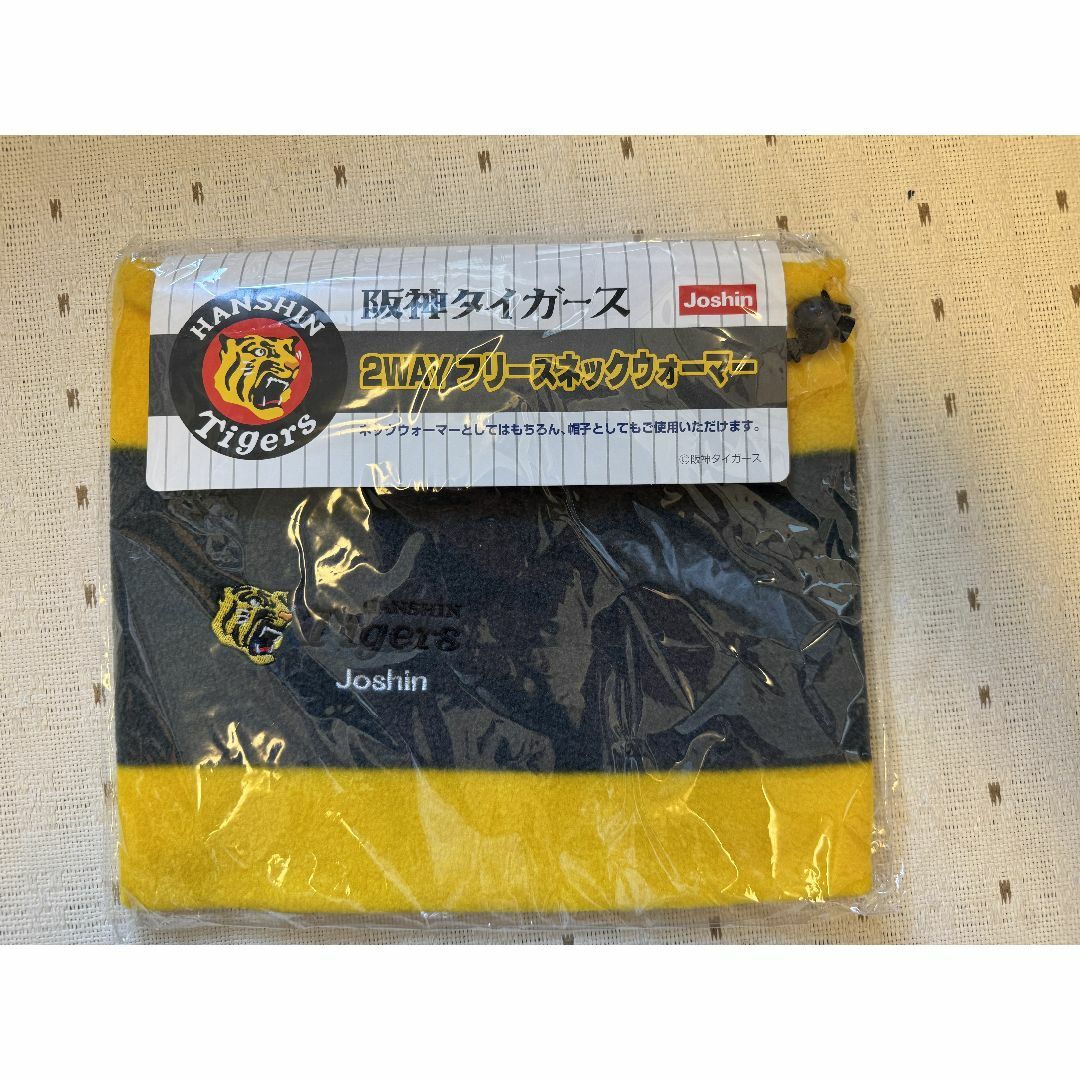 HANSHIN
Tigers
阪神タイガース
Joshin
2WAYフリースネックウォーマー
ネックウォーマーとしてはもちろん、帽子としてもご使用いただけます。
©阪神タイガース
HANSHIN
Tigers
Joshin